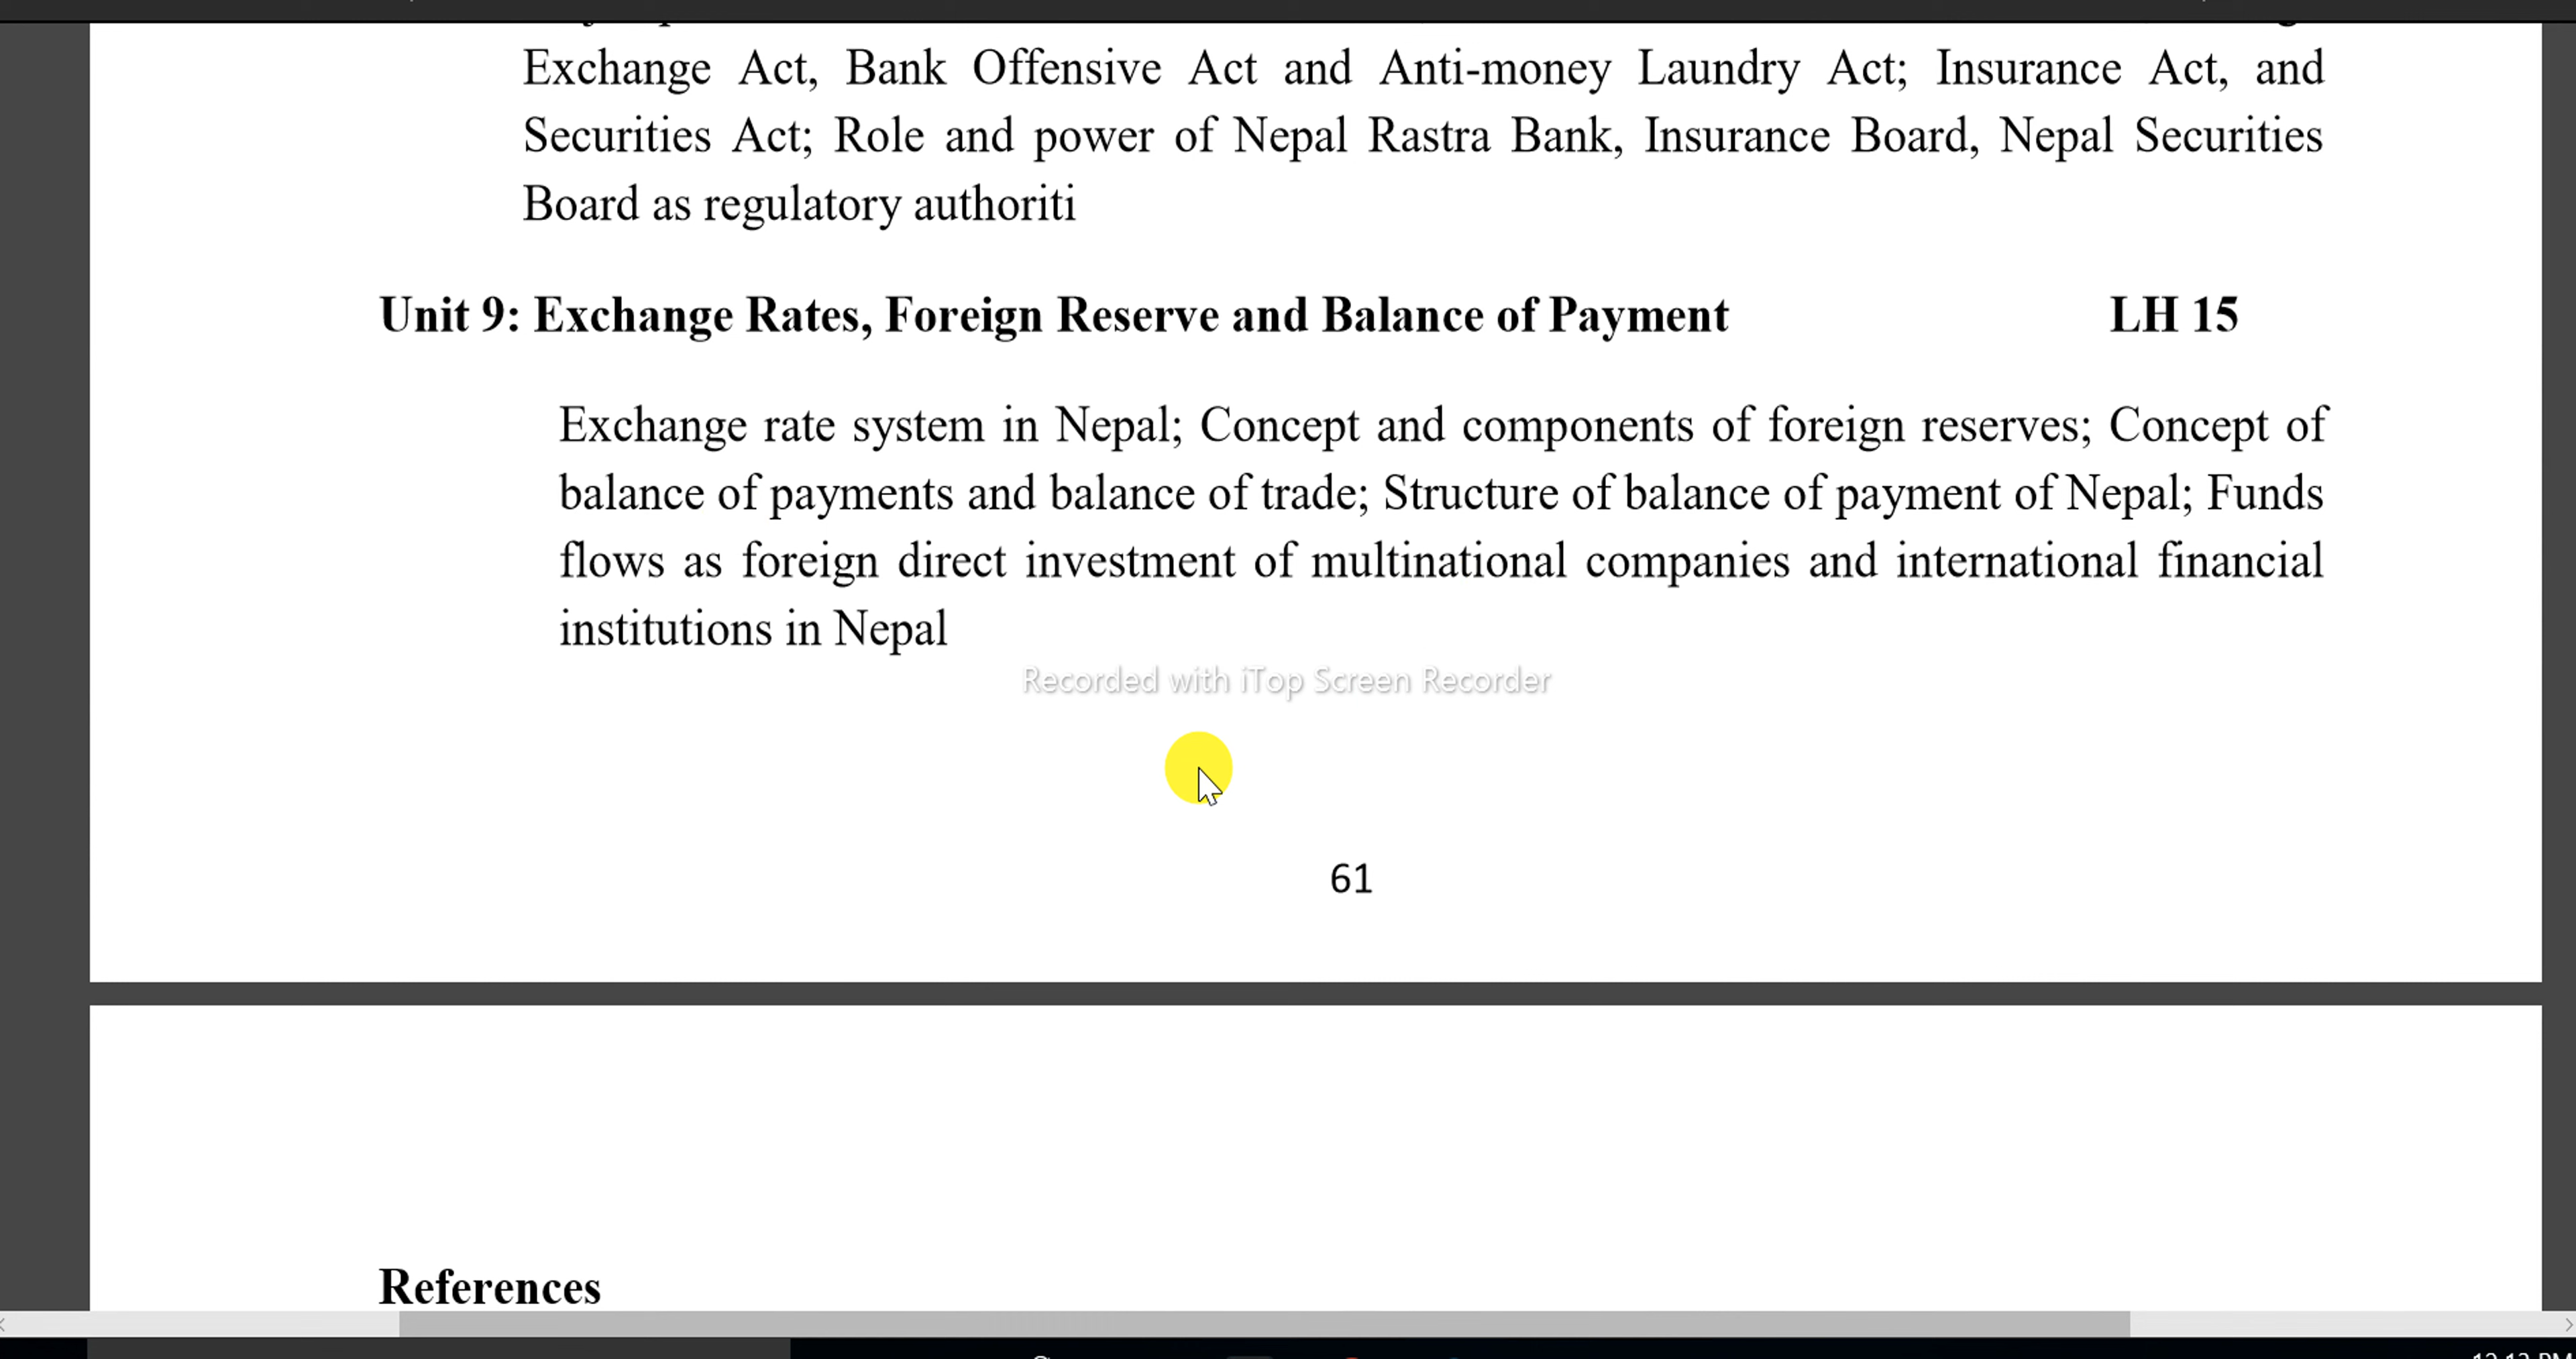 Exchange Act, Bank Offensive Act and Anti-money Laundry Act; Insurance Act, and
Securities Act; Role and power of Nepal Rastra Bank, Insurance Board, Nepal Securities
Board as regulatory authoriti
Unit 9: Exchange Rates, Foreign Reserve and Balance of Payment LH 15
Exchange rate system in Nepal; Concept and components of foreign reserves; Concept of
balance of payments and balance of trade; Structure of balance of payment of Nepal; Funds
flows as foreign direct investment of multinational companies and international financial
institutions in Nepal
Recorded with iTop Screen Recorder
61
References